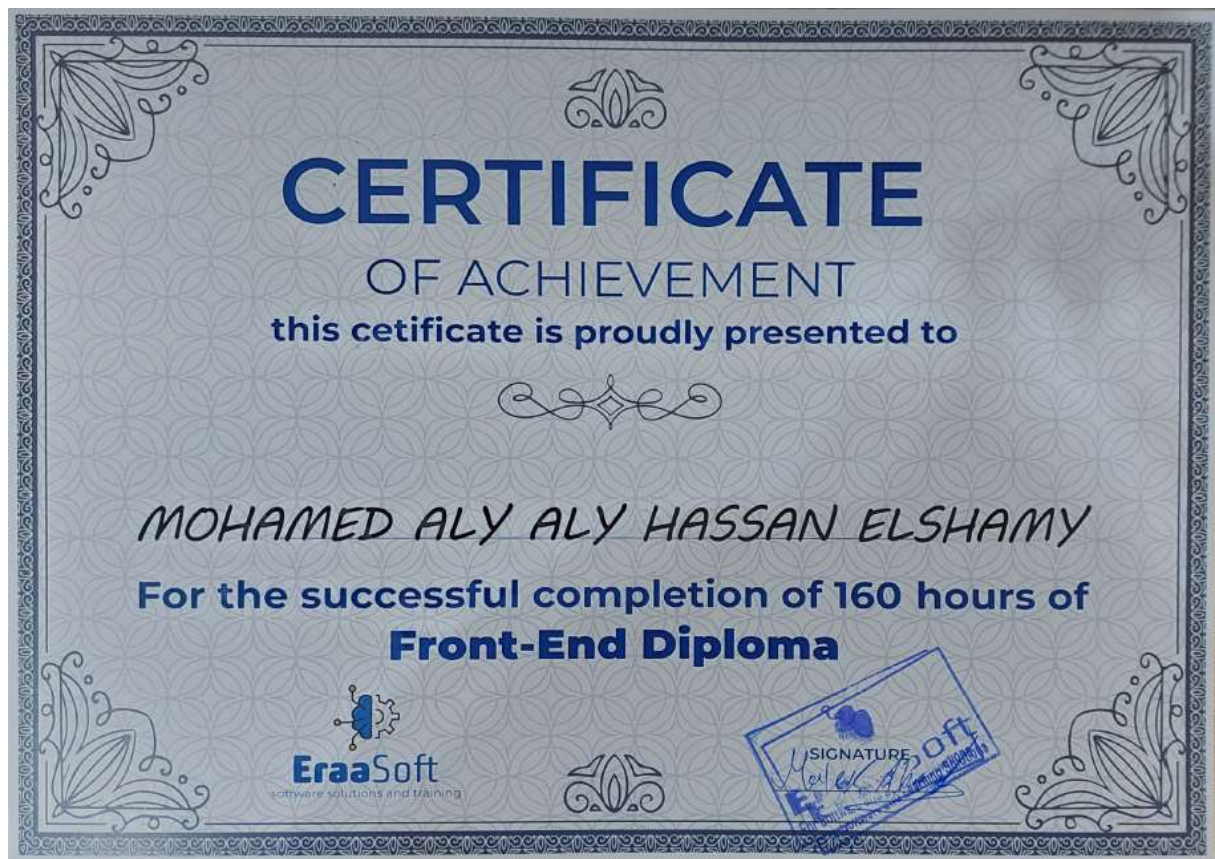 CERTIFICATE
OF ACHIEVEMENT
this cetificate is proudly presented to
MOHAMED ALY ALY HASSAN ELSHAMY
For the successful completion of 160 hours of
Front-End Diploma
EraaSoft
software solutions and training
SIGNATURE